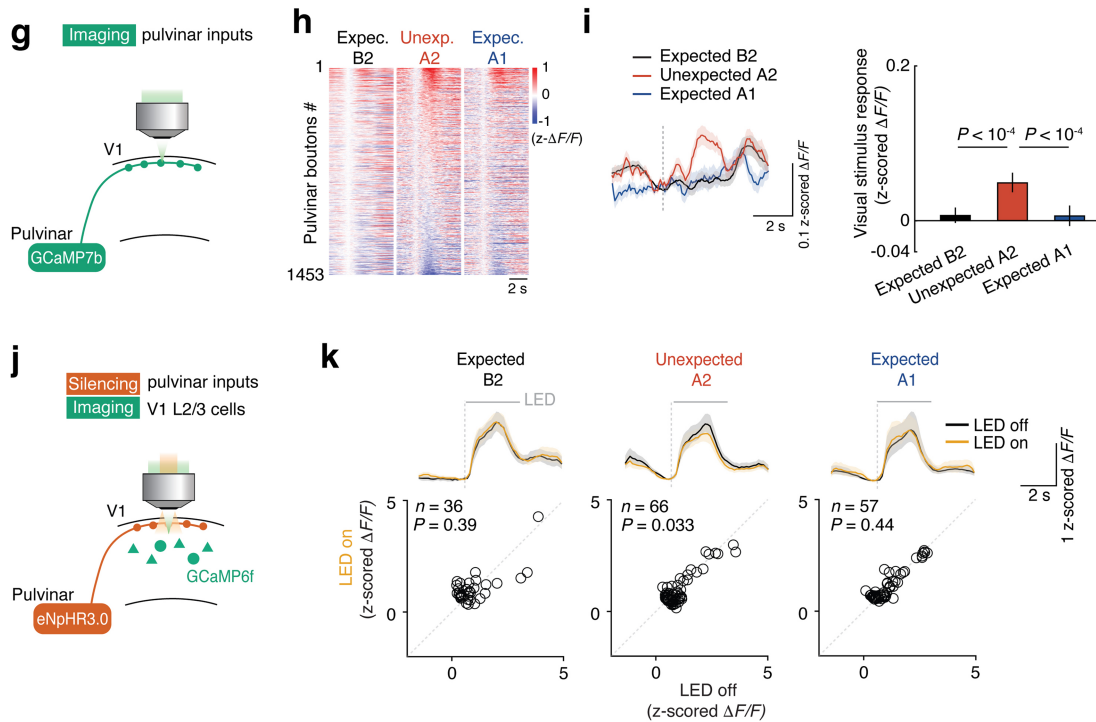 g
Imaging pulvinar inputs
V1
Pulvinar
GCaMP7b
h
Expec. Unexp. Expec.
B2 A2 A1
1
Pulvinar boutons #
1453
1
0
-1
(z-ΔF/F)
2 s
i
Expected B2
Unexpected A2
Expected A1
2 s
0.1 z-scored ΔF/F
Visual stimulus response
(z-scored ΔF/F)
0.2
0
-0.04
P < 10-4 P < 10-4
Expected B2
Unexpected A2
Expected A1
j
Silencing pulvinar inputs
Imaging V1 L2/3 cells
V1
GCaMP6f
Pulvinar
eNpHR3.0
k
Expected Unexpected Expected
B2 A2 A1
LED
LED off
LED on
2 s
1 z-scored ΔF/F
LED on
(z-scored ΔF/F)
5
0
n = 36
P = 0.39
0 5
5
0
n = 66
P = 0.033
0 5
5
0
n = 57
P = 0.44
0 5
LED off
(z-scored ΔF/F)